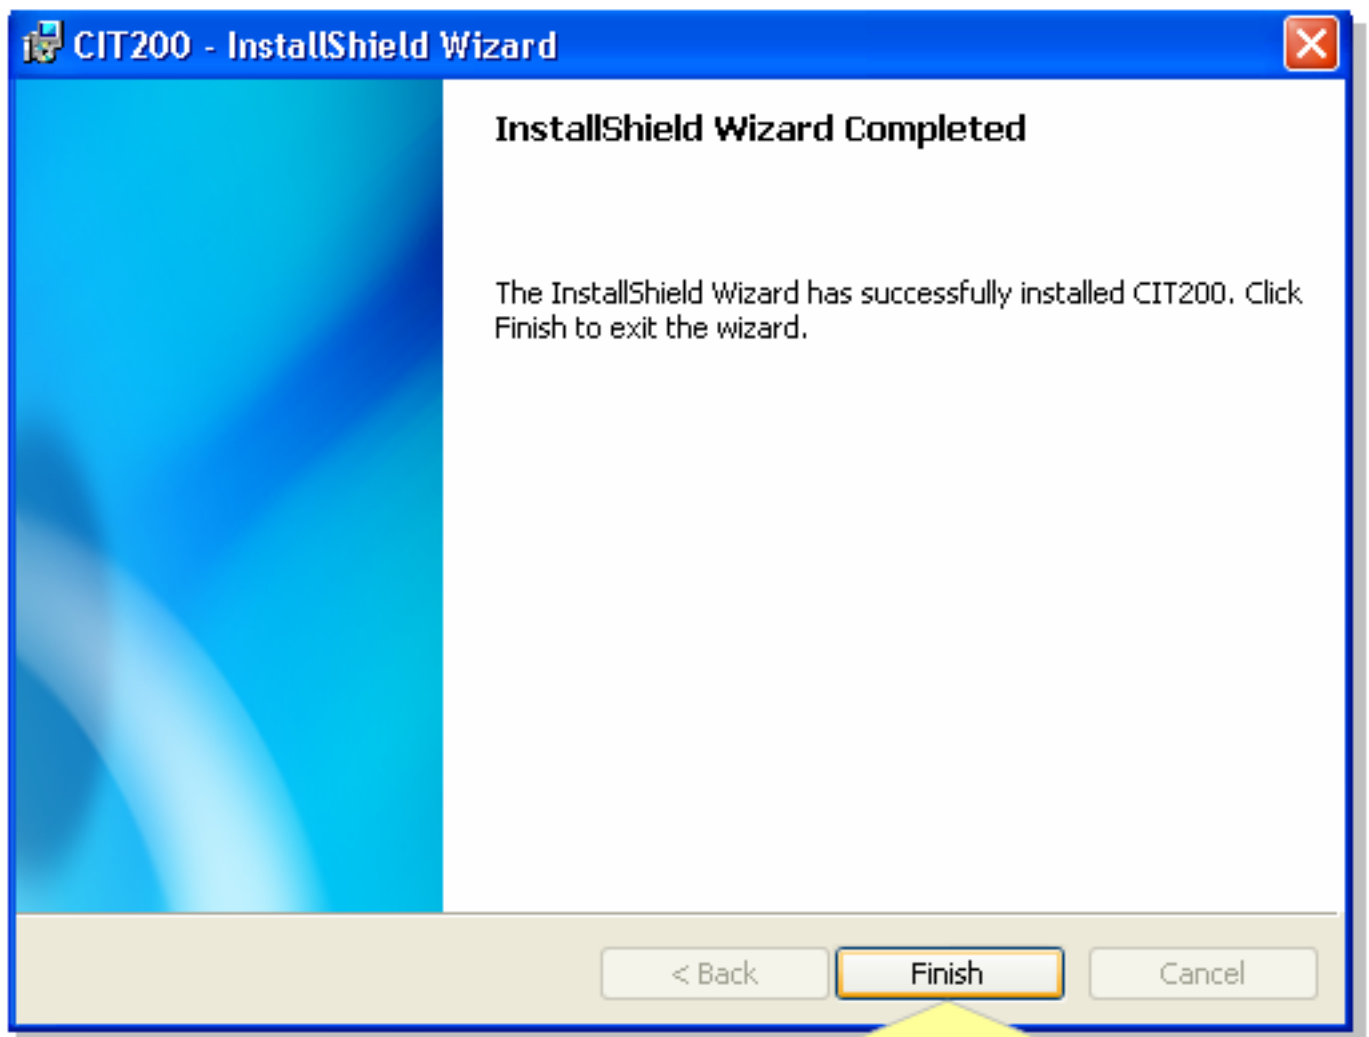 CIT200 - InstallShield Wizard
InstallShield Wizard Completed
The InstallShield Wizard has successfully installed CIT200. Click
Finish to exit the wizard.
< Back
Finish
Cancel